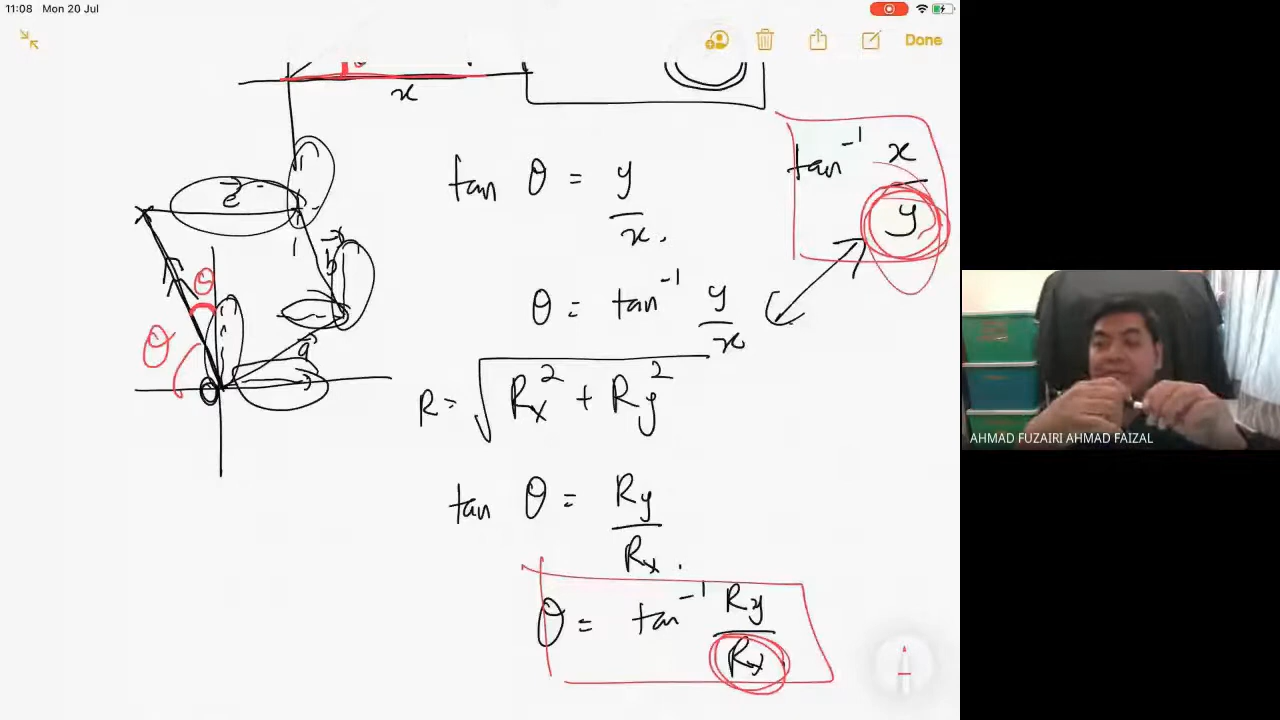 11:08 Mon 20 Jul
Done
x
tan θ = y/x.
tan⁻¹ x/y
θ = tan⁻¹ y/x
R = √(Rx² + Ry²)
tan θ = Ry/Rx.
θ = tan⁻¹ Ry/Rx
b
a
θ
θ
O
AHMAD FUZAIRI AHMAD FAIZAL